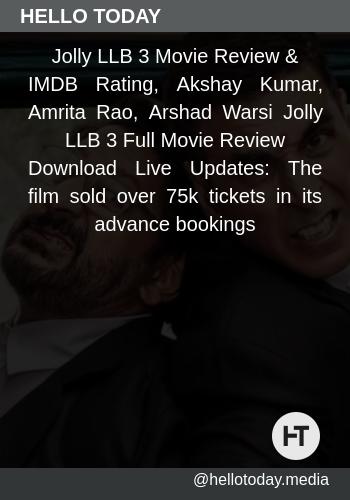 HELLO TODAY
Jolly LLB 3 Movie Review &
IMDB Rating, Akshay Kumar,
Amrita Rao, Arshad Warsi Jolly
LLB 3 Full Movie Review
Download Live Updates: The
film sold over 75k tickets in its
advance bookings
HT
@hellotoday.media